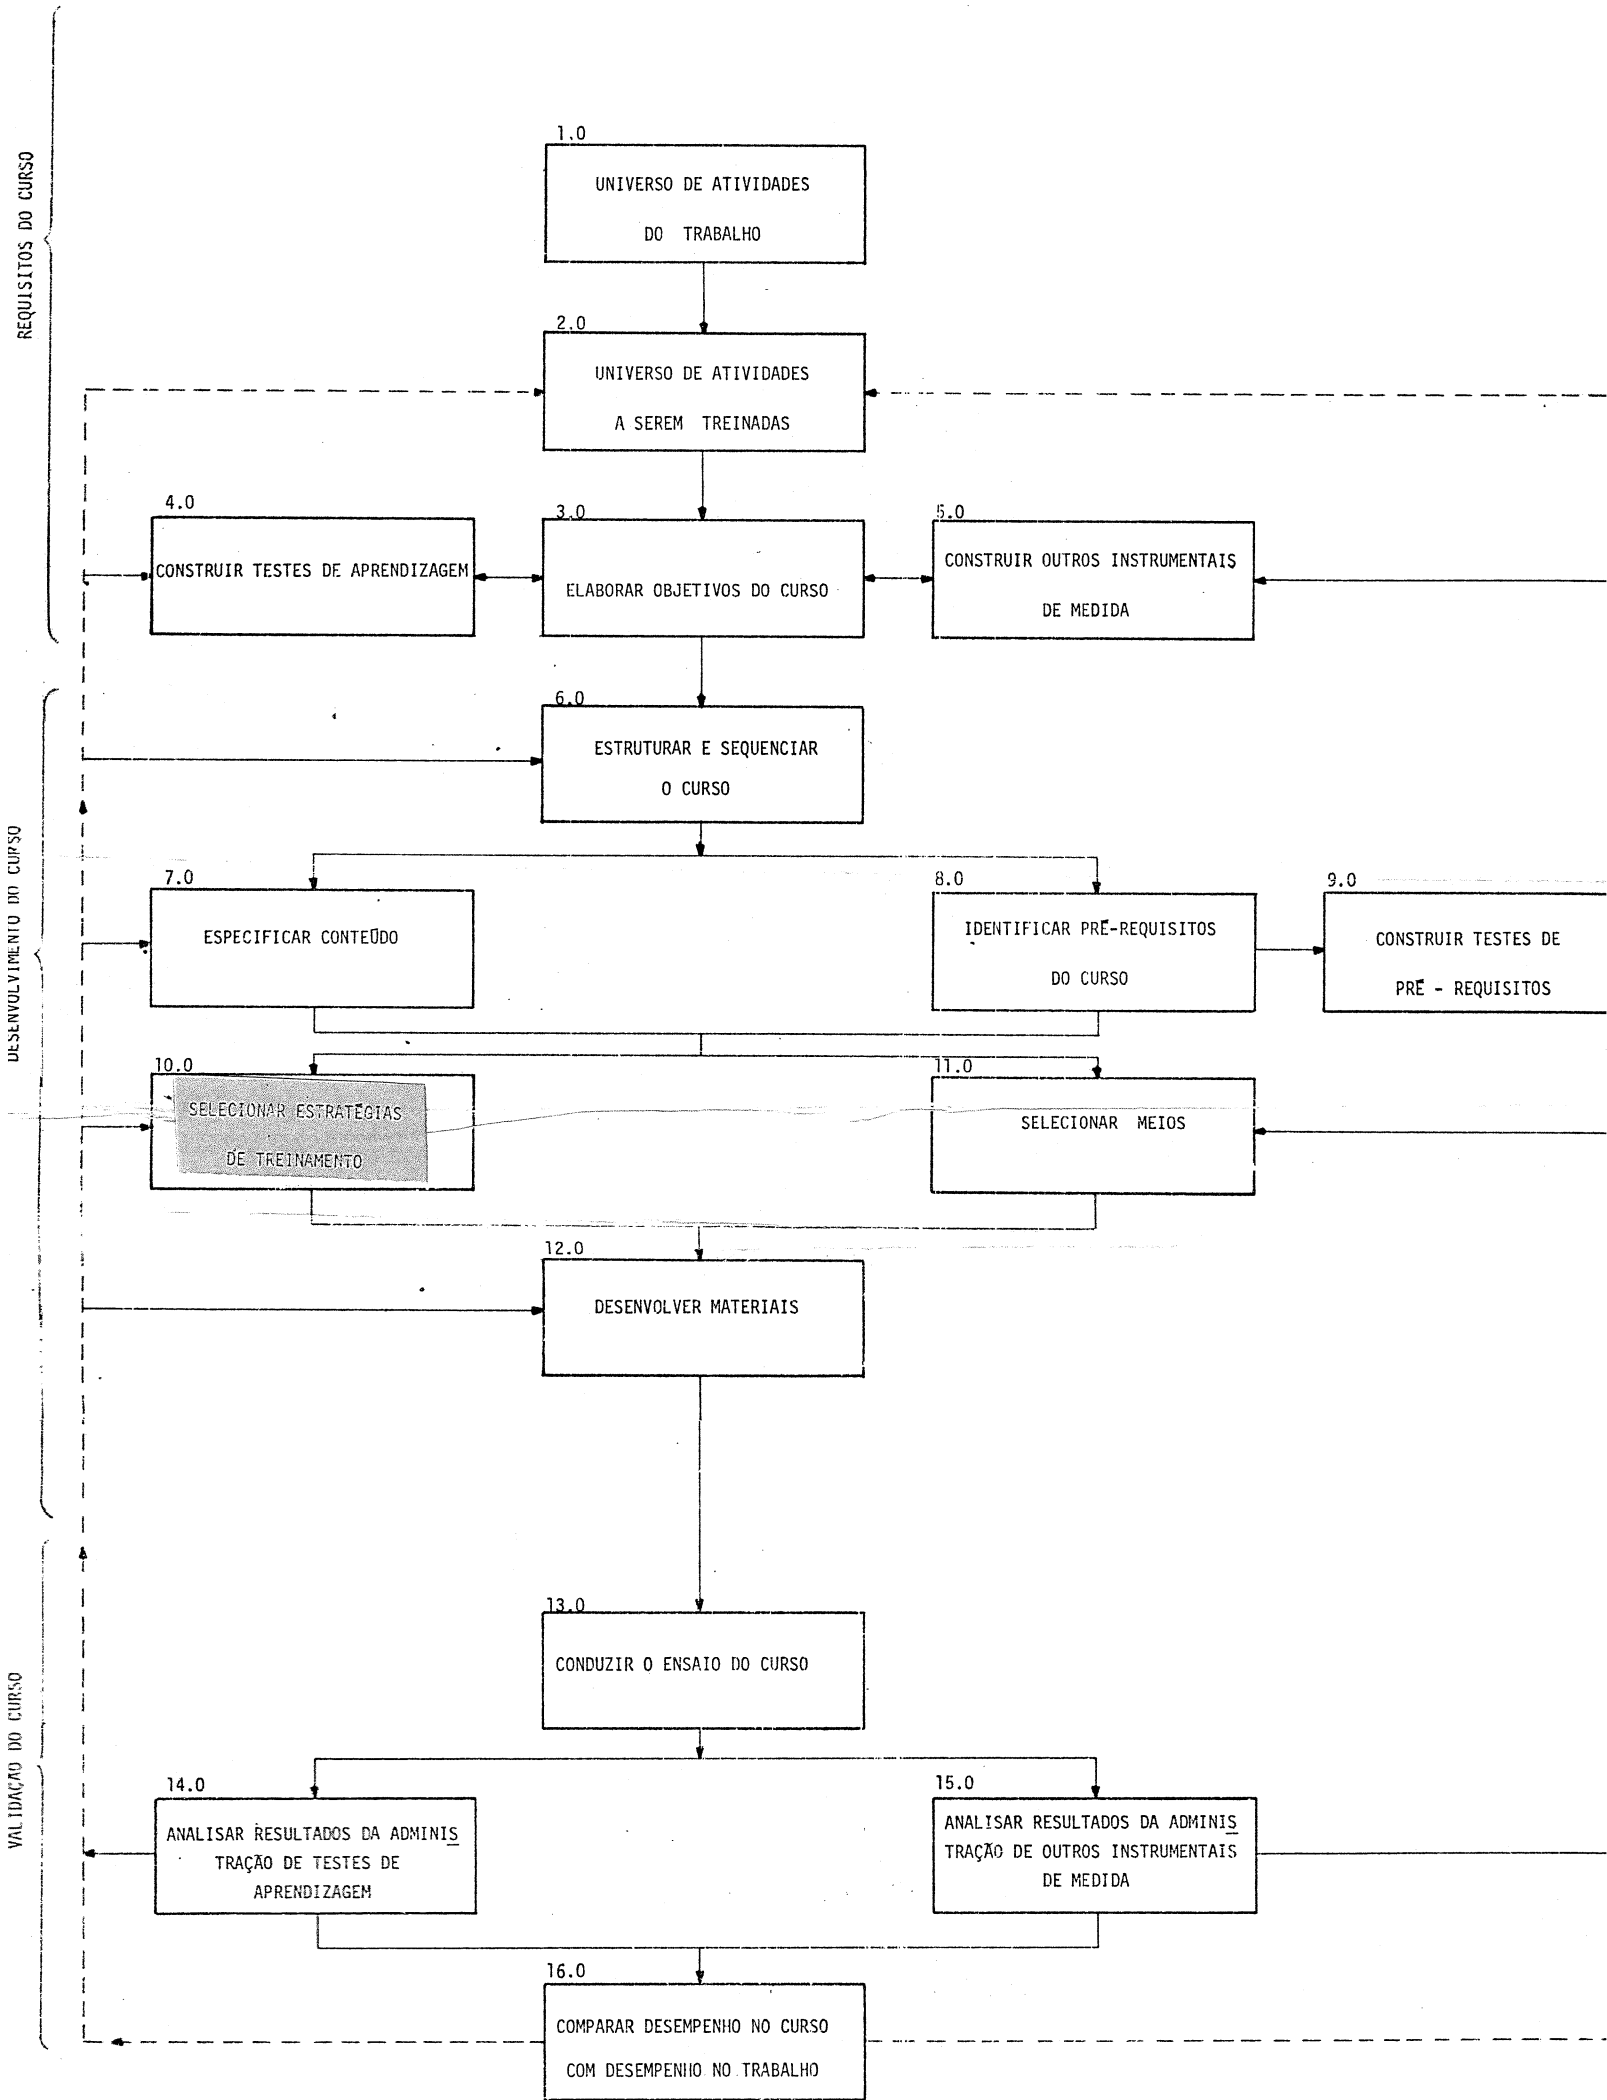 REQUISITOS DO CURSO
1.0
UNIVERSO DE ATIVIDADES
DO TRABALHO
2.0
UNIVERSO DE ATIVIDADES
A SEREM TREINADAS
4.0
CONSTRUIR TESTES DE APRENDIZAGEM
3.0
ELABORAR OBJETIVOS DO CURSO
5.0
CONSTRUIR OUTROS INSTRUMENTAIS
DE MEDIDA
DESENVOLVIMENTO DO CURSO
6.0
ESTRUTURAR E SEQUENCIAR
O CURSO
7.0
ESPECIFICAR CONTEÚDO
8.0
IDENTIFICAR PRÉ-REQUISITOS
DO CURSO
9.0
CONSTRUIR TESTES DE
PRÉ - REQUISITOS
10.0
SELECIONAR ESTRATÉGIAS
DE TREINAMENTO
11.0
SELECIONAR MEIOS
12.0
DESENVOLVER MATERIAIS
VALIDAÇÃO DO CURSO
13.0
CONDUZIR O ENSAIO DO CURSO
14.0
ANALISAR RESULTADOS DA ADMINIS
TRAÇÃO DE TESTES DE
APRENDIZAGEM
15.0
ANALISAR RESULTADOS DA ADMINIS
TRAÇÃO DE OUTROS INSTRUMENTAIS
DE MEDIDA
16.0
COMPARAR DESEMPENHO NO CURSO
COM DESEMPENHO NO TRABALHO